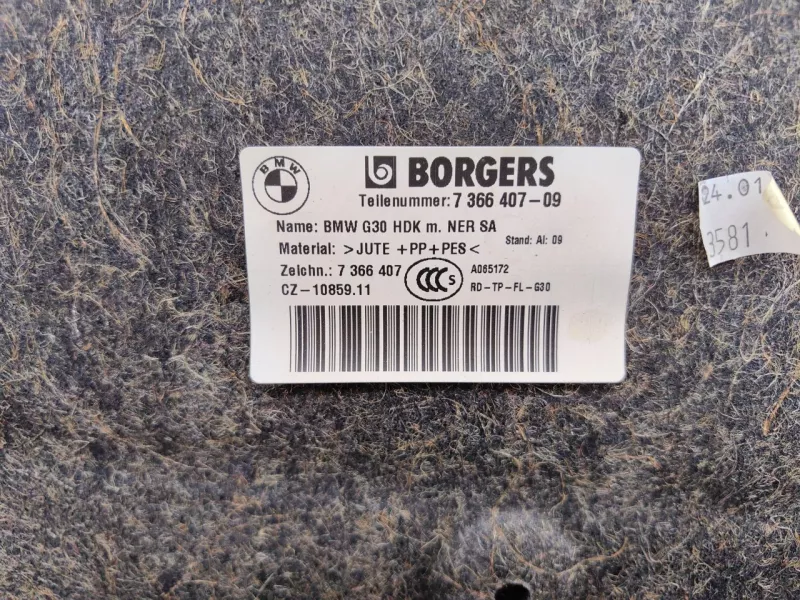 BMW
BORGERS
Teilenummer: 7 366 407-09
Name: BMW G30 HDK m. NER SA
Stand: AI: 09
Material: >JUTE +PP+PES<
Zeichn.: 7 366 407
CCC S
A065172
CZ-10859.11
RD-TP-FL-G30
24.01
3581.